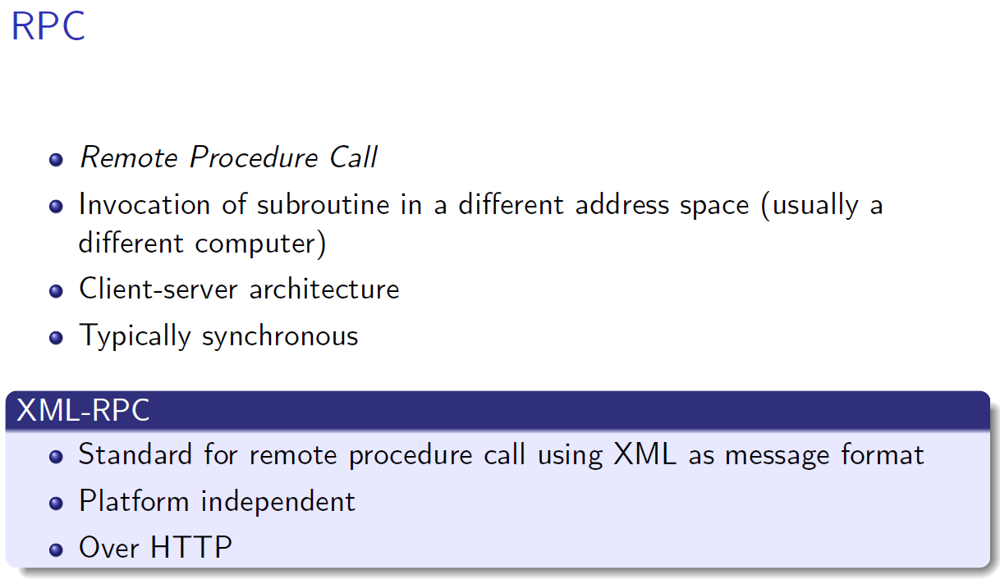 RPC
Remote Procedure Call
Invocation of subroutine in a different address space (usually a
different computer)
Client-server architecture
Typically synchronous
XML-RPC
Standard for remote procedure call using XML as message format
Platform independent
Over HTTP